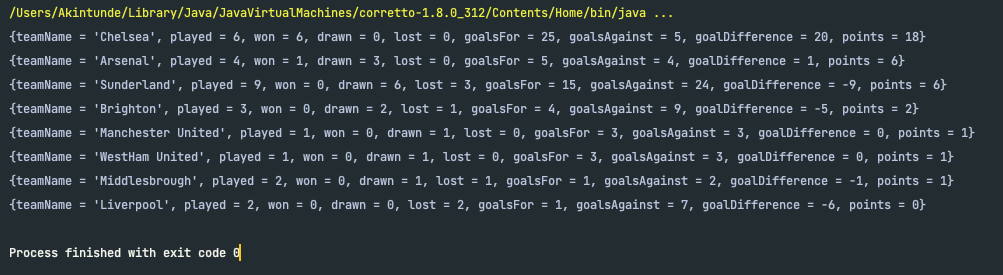 /Users/Akintunde/Library/Java/JavaVirtualMachines/corretto-1.8.0_312/Contents/Home/bin/java ...
{teamName = 'Chelsea', played = 6, won = 6, drawn = 0, lost = 0, goalsFor = 25, goalsAgainst = 5, goalDifference = 20, points = 18}
{teamName = 'Arsenal', played = 4, won = 1, drawn = 3, lost = 0, goalsFor = 5, goalsAgainst = 4, goalDifference = 1, points = 6}
{teamName = 'Sunderland', played = 9, won = 0, drawn = 6, lost = 3, goalsFor = 15, goalsAgainst = 24, goalDifference = -9, points = 6}
{teamName = 'Brighton', played = 3, won = 0, drawn = 2, lost = 1, goalsFor = 4, goalsAgainst = 9, goalDifference = -5, points = 2}
{teamName = 'Manchester United', played = 1, won = 0, drawn = 1, lost = 0, goalsFor = 3, goalsAgainst = 3, goalDifference = 0, points = 1}
{teamName = 'WestHam United', played = 1, won = 0, drawn = 1, lost = 0, goalsFor = 3, goalsAgainst = 3, goalDifference = 0, points = 1}
{teamName = 'Middlesbrough', played = 2, won = 0, drawn = 1, lost = 1, goalsFor = 1, goalsAgainst = 2, goalDifference = -1, points = 1}
{teamName = 'Liverpool', played = 2, won = 0, drawn = 0, lost = 2, goalsFor = 1, goalsAgainst = 7, goalDifference = -6, points = 0}
Process finished with exit code 0